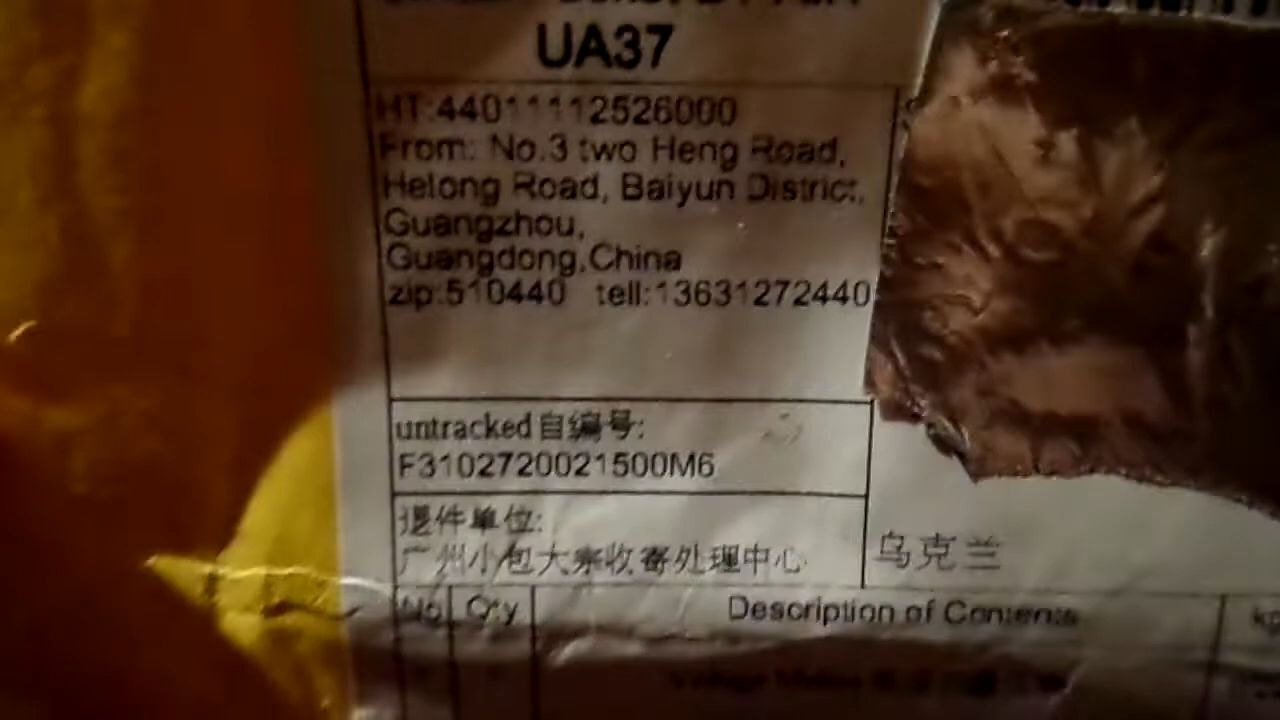 UA37
HT:44011112526000
From: No.3 two Heng Road,
Helong Road, Baiyun District,
Guangzhou,
Guangdong,China
zip:510440 tell:13631272440
untracked自编号:
F3102720021500M6
退件单位:
广州小包大宗收寄处理中心
乌克兰
No Qty Description of Contents kg